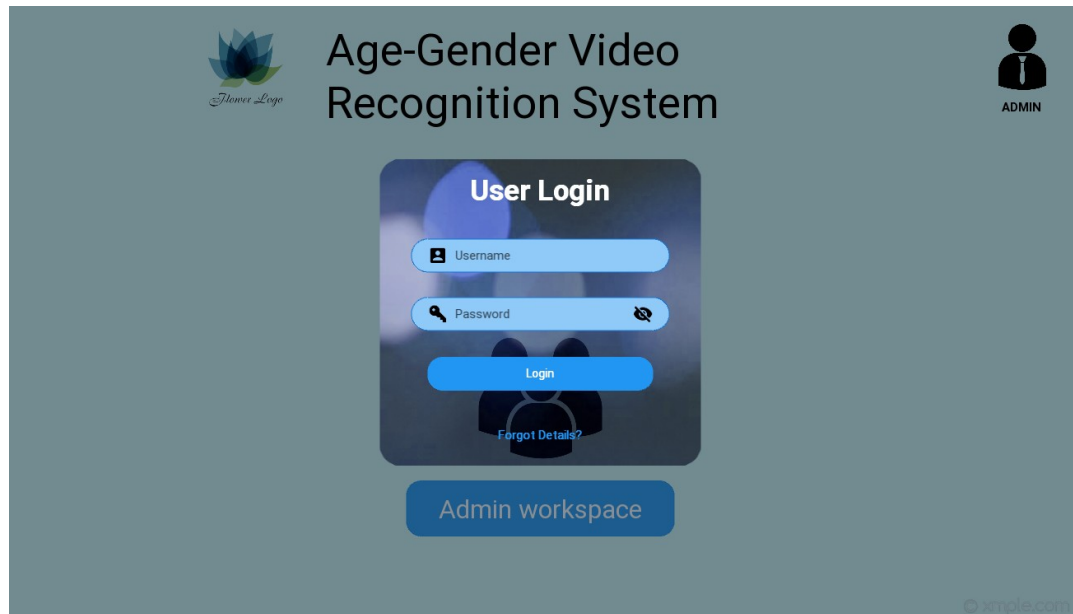 Age-Gender Video
Recognition System
Flower Logo
ADMIN
User Login
Username
Password
Login
Forgot Details?
Admin workspace
© xmple.com